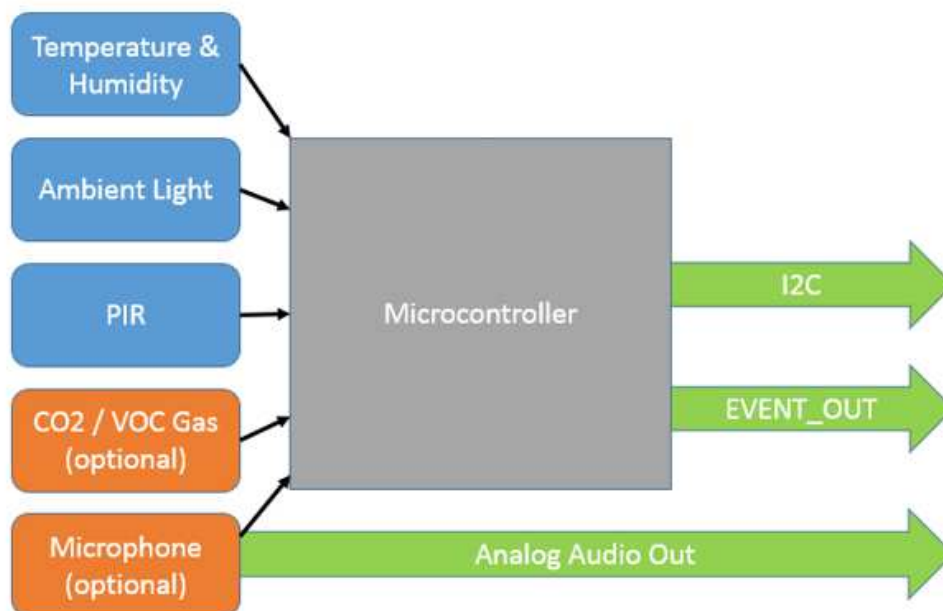 Temperature &
Humidity
Ambient Light
PIR
CO2 / VOC Gas
(optional)
Microphone
(optional)
Microcontroller
I2C
EVENT_OUT
Analog Audio Out